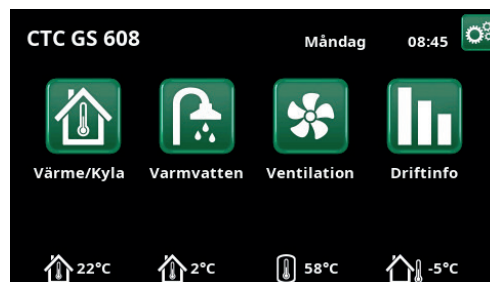 CTC GS 608 Måndag 08:45
Värme/Kyla Varmvatten Ventilation Driftinfo
22°C 2°C 58°C -5°C